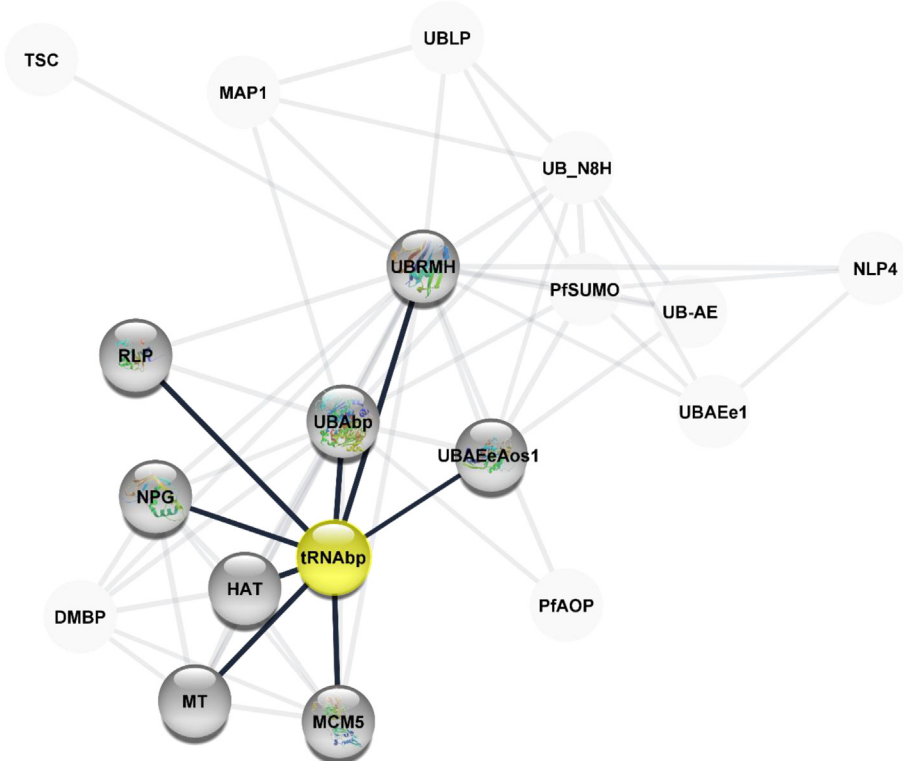 UBLP
TSC
MAP1
UB_N8H
UBRMH
NLP4
PfSUMO
UB-AE
RLP
UBAEe1
UBAbp
UBAEeAos1
NPG
tRNAbp
HAT
PfAOP
DMBP
MT
MCM5